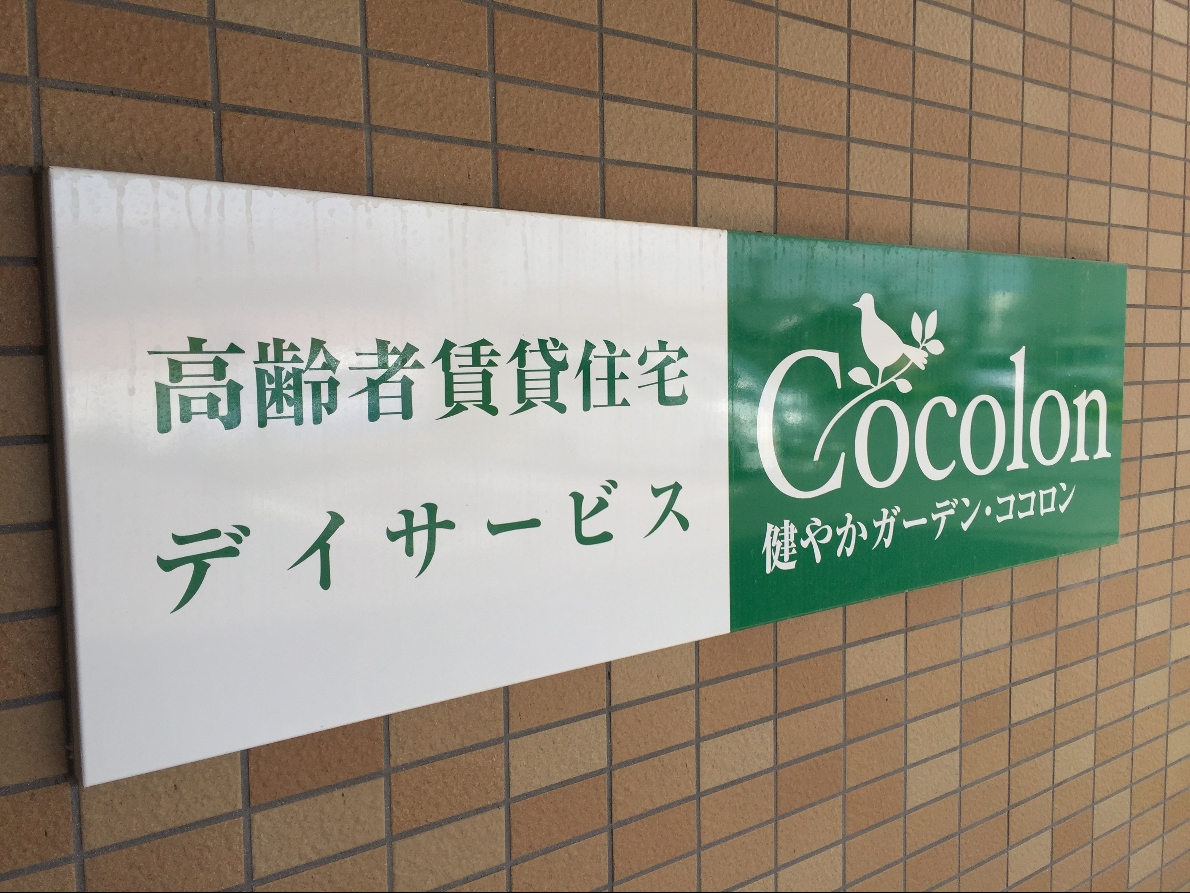 高齢者賃貸住宅
デイサービス
Cocolon
健やかガーデン・ココロン